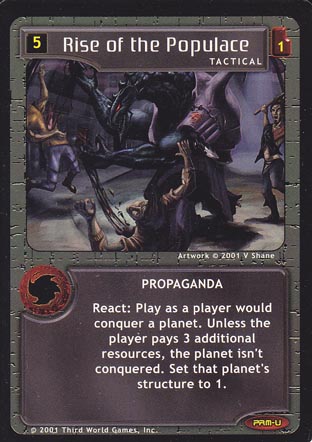 5
Rise of the Populace
1
TACTICAL
Artwork © 2001 V Shane
PROPAGANDA
React: Play as a player would
conquer a planet. Unless the
player pays 3 additional
resources, the planet isn't
conquered. Set that planet's
structure to 1.
© 2001 Third World Games, Inc.
PRM-U